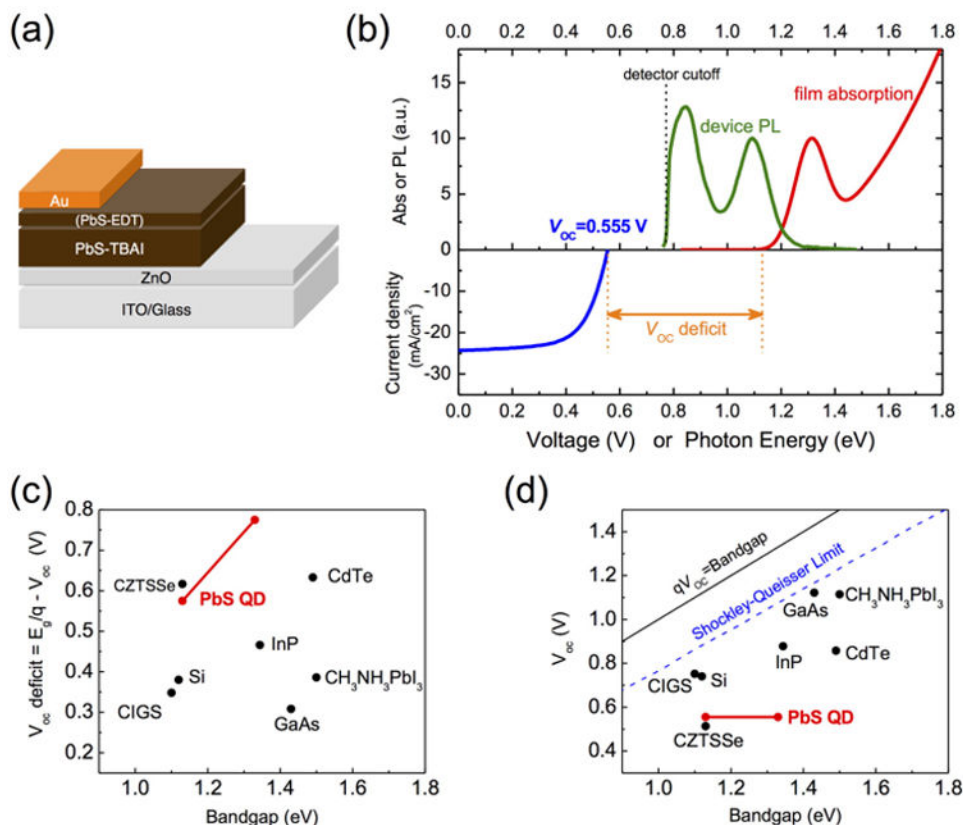 (a)
Au
(PbS-EDT)
PbS-TBAI
ZnO
ITO/Glass
(b)
0.0 0.2 0.4 0.6 0.8 1.0 1.2 1.4 1.6 1.8
Abs or PL (a.u.)
15
10
5
0
detector cutoff
device PL
film absorption
V_OC=0.555 V
Current density
(mA/cm²)
-10
-20
-30
V_OC deficit
0.0 0.2 0.4 0.6 0.8 1.0 1.2 1.4 1.6 1.8
Voltage (V) or Photon Energy (eV)
(c)
V_oc deficit = E_g/q - V_oc (V)
0.8
0.7
0.6
0.5
0.4
0.3
0.2
CZTSSe
PbS QD
CdTe
InP
Si
CIGS
CH₃NH₃PbI₃
GaAs
1.0 1.2 1.4 1.6 1.8
Bandgap (eV)
(d)
V_oc (V)
1.4
1.2
1.0
0.8
0.6
0.4
qV_OC=Bandgap
Shockley-Queisser Limit
GaAs
CH₃NH₃PbI₃
InP
CdTe
CIGS
Si
PbS QD
CZTSSe
1.0 1.2 1.4 1.6 1.8
Bandgap (eV)